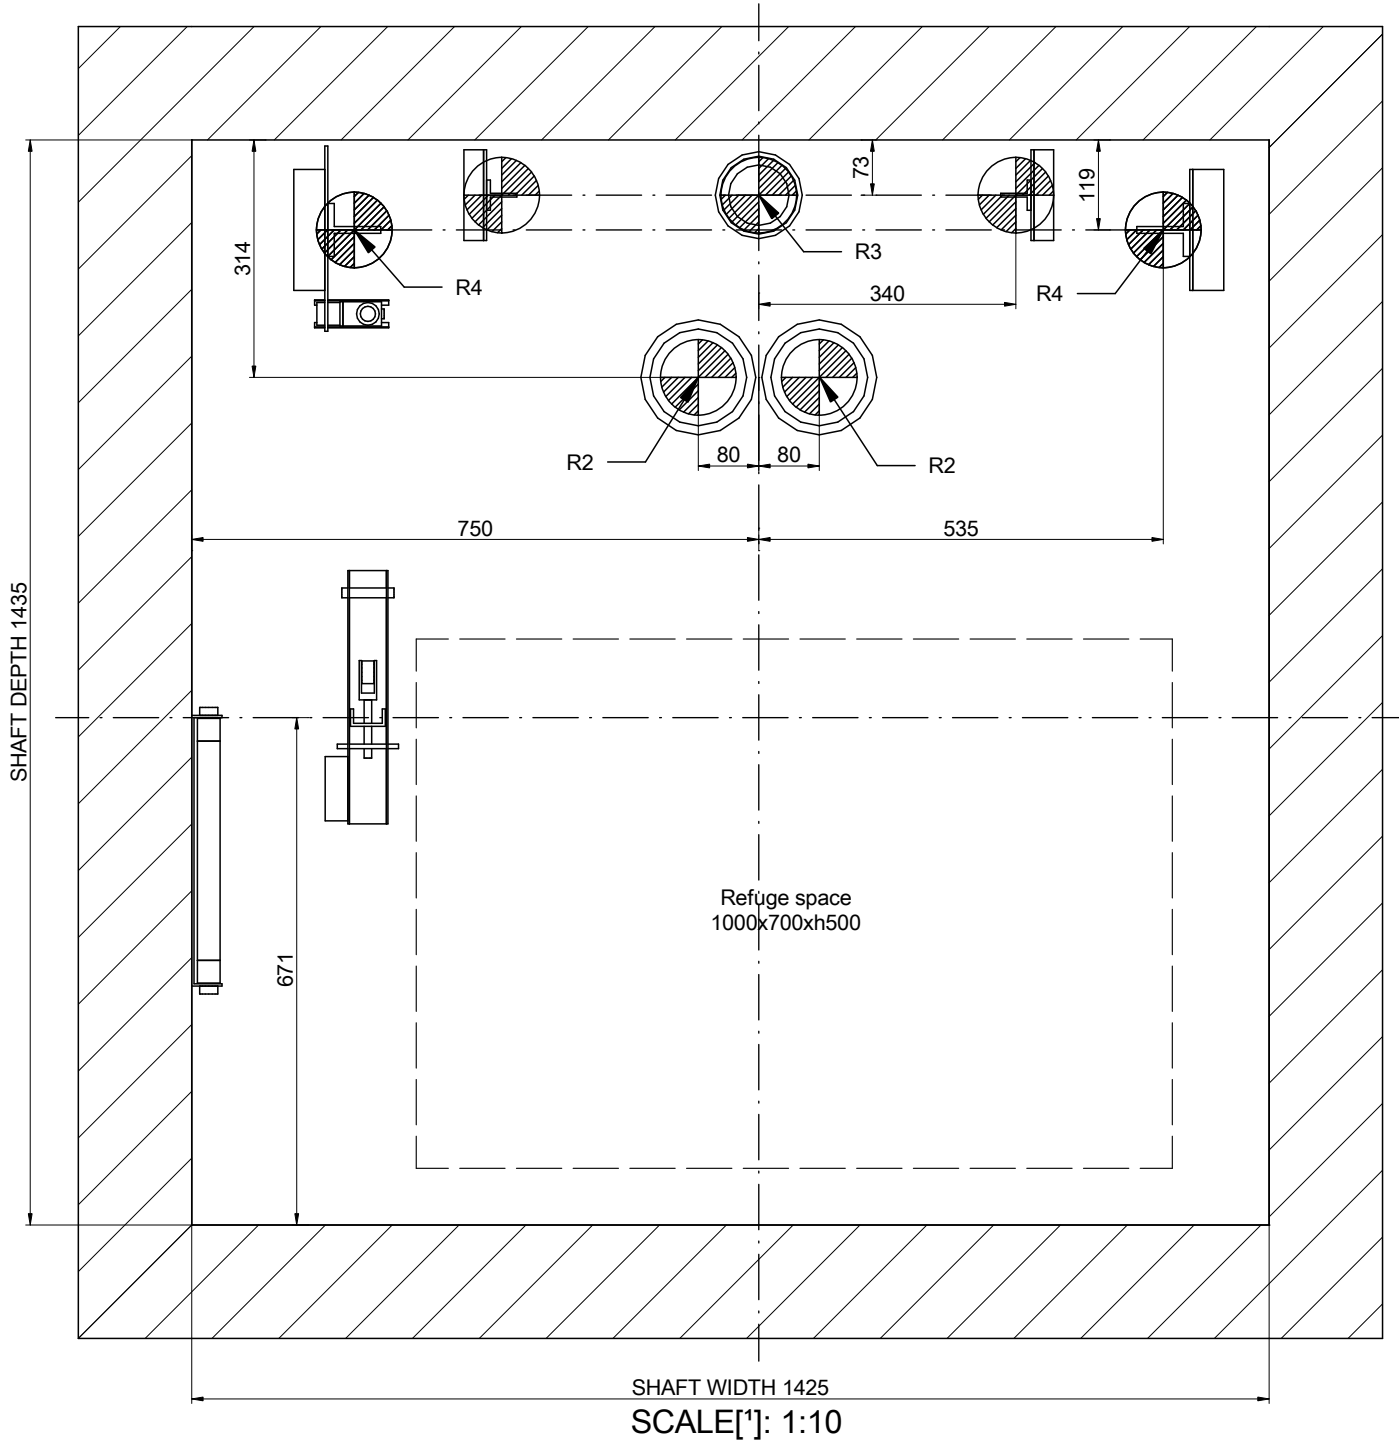 73
119
314
R3
R4
340
R4
R2
80
80
R2
750
535
SHAFT DEPTH 1435
Refuge space
1000x700xh500
671
SHAFT WIDTH 1425
SCALE[¹]: 1:10